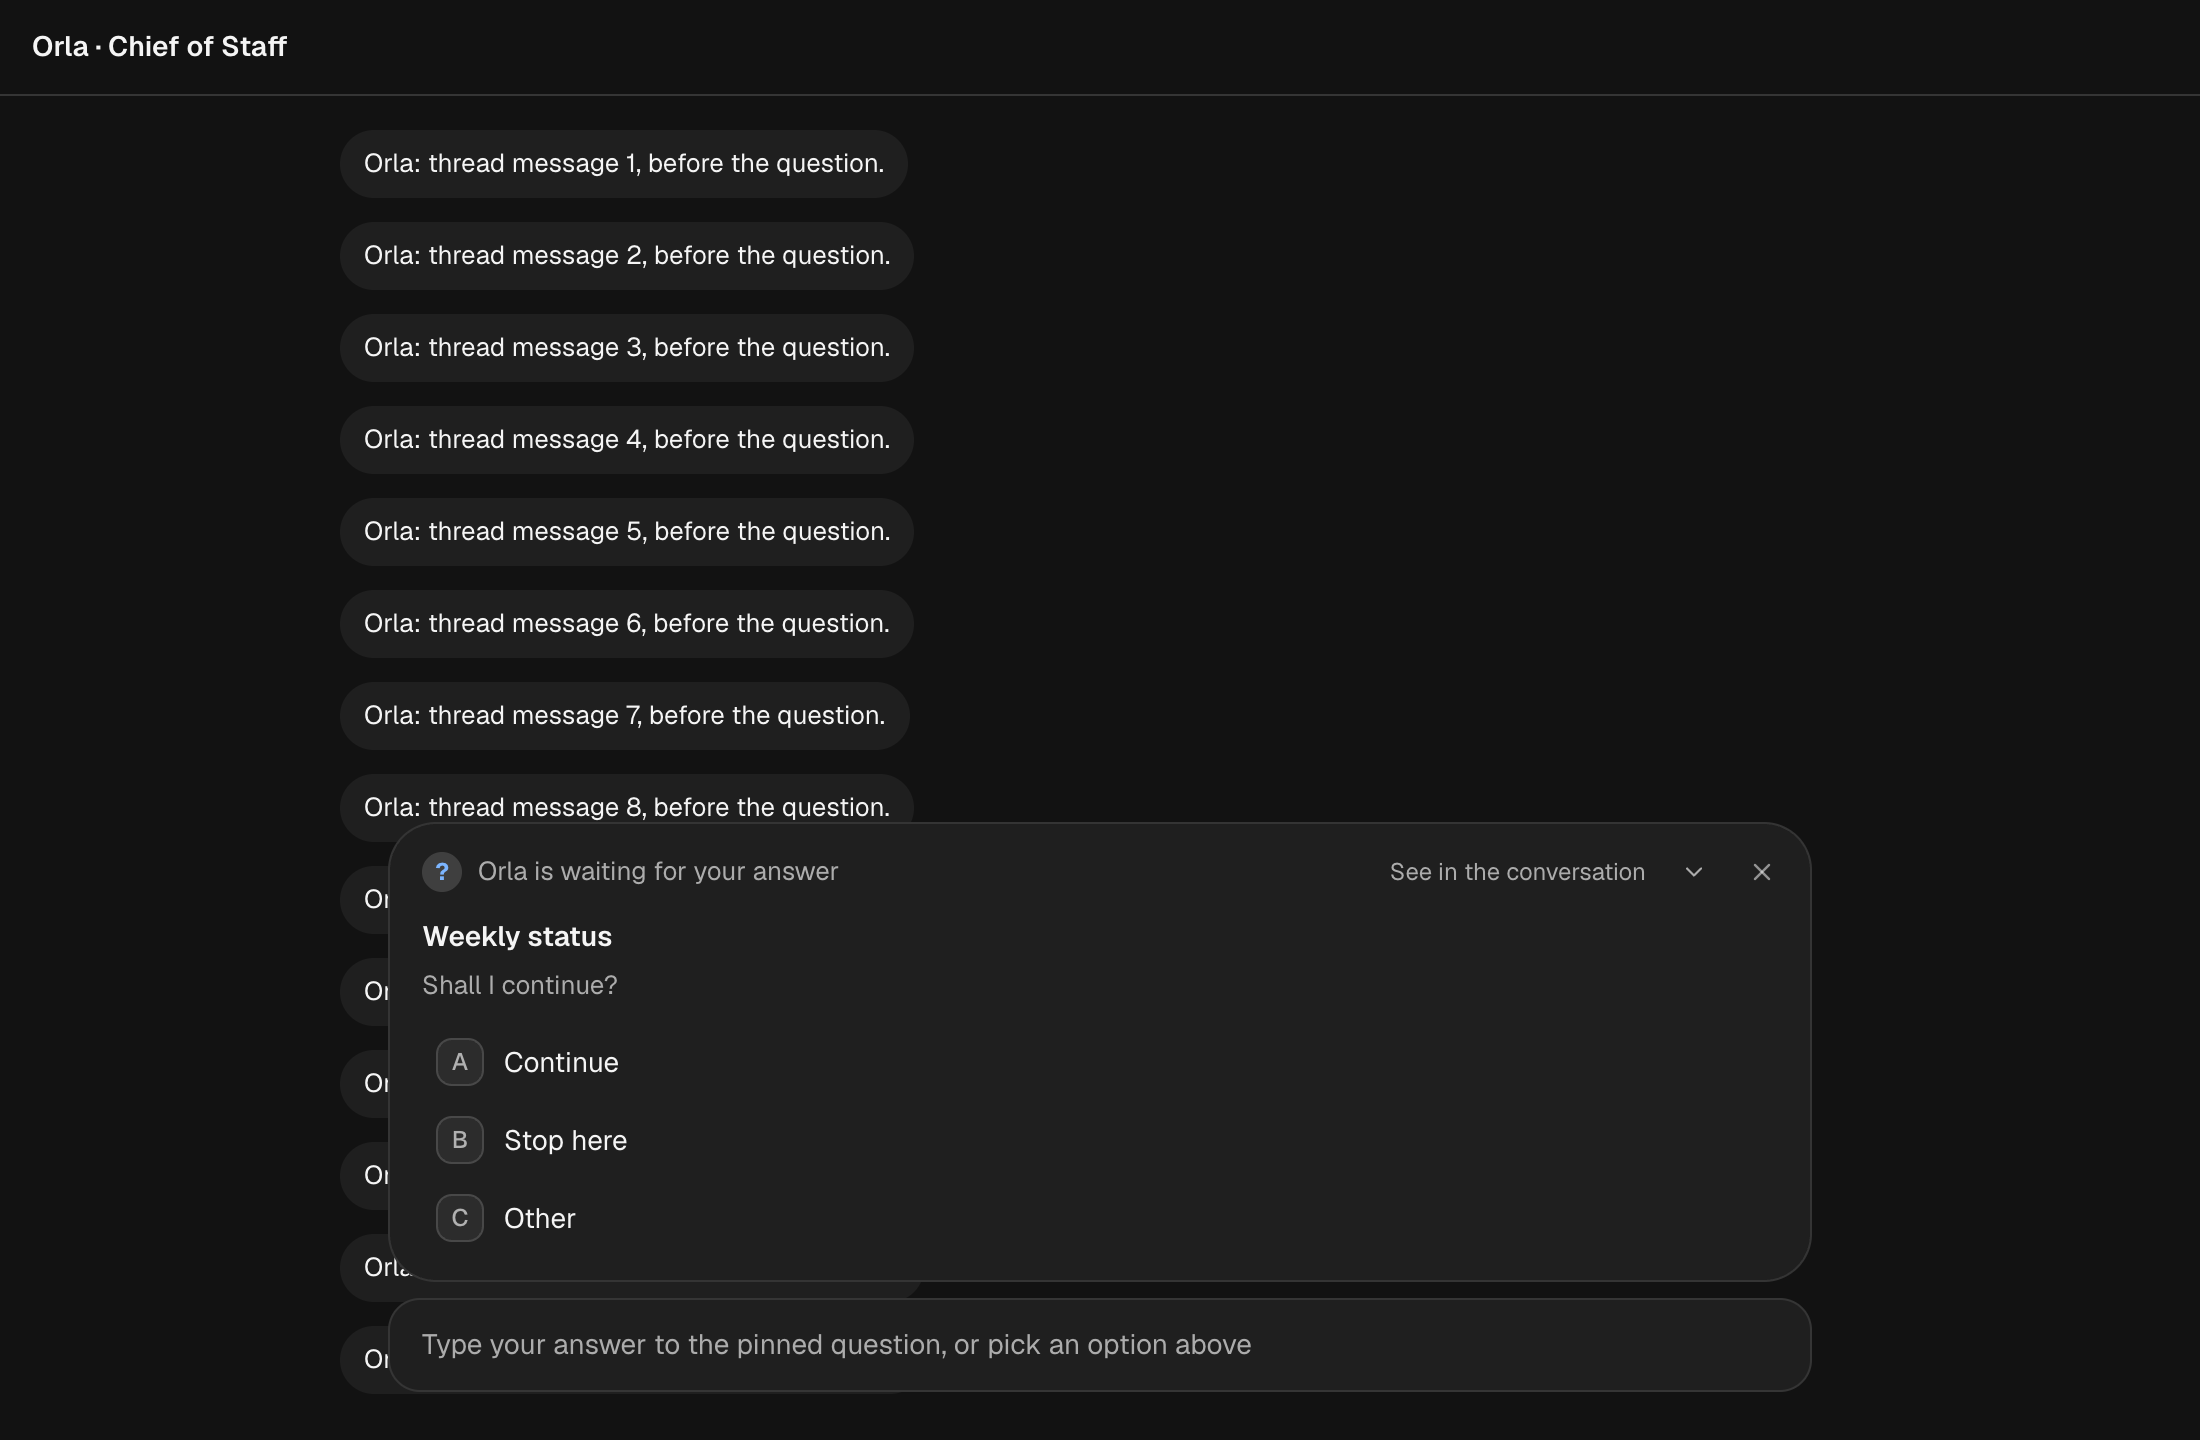 Orla · Chief of Staff
Orla: thread message 1, before the question.
Orla: thread message 2, before the question.
Orla: thread message 3, before the question.
Orla: thread message 4, before the question.
Orla: thread message 5, before the question.
Orla: thread message 6, before the question.
Orla: thread message 7, before the question.
Orla: thread message 8, before the question.
? Orla is waiting for your answer See in the conversation
Weekly status
Shall I continue?
A Continue
B Stop here
C Other
Type your answer to the pinned question, or pick an option above